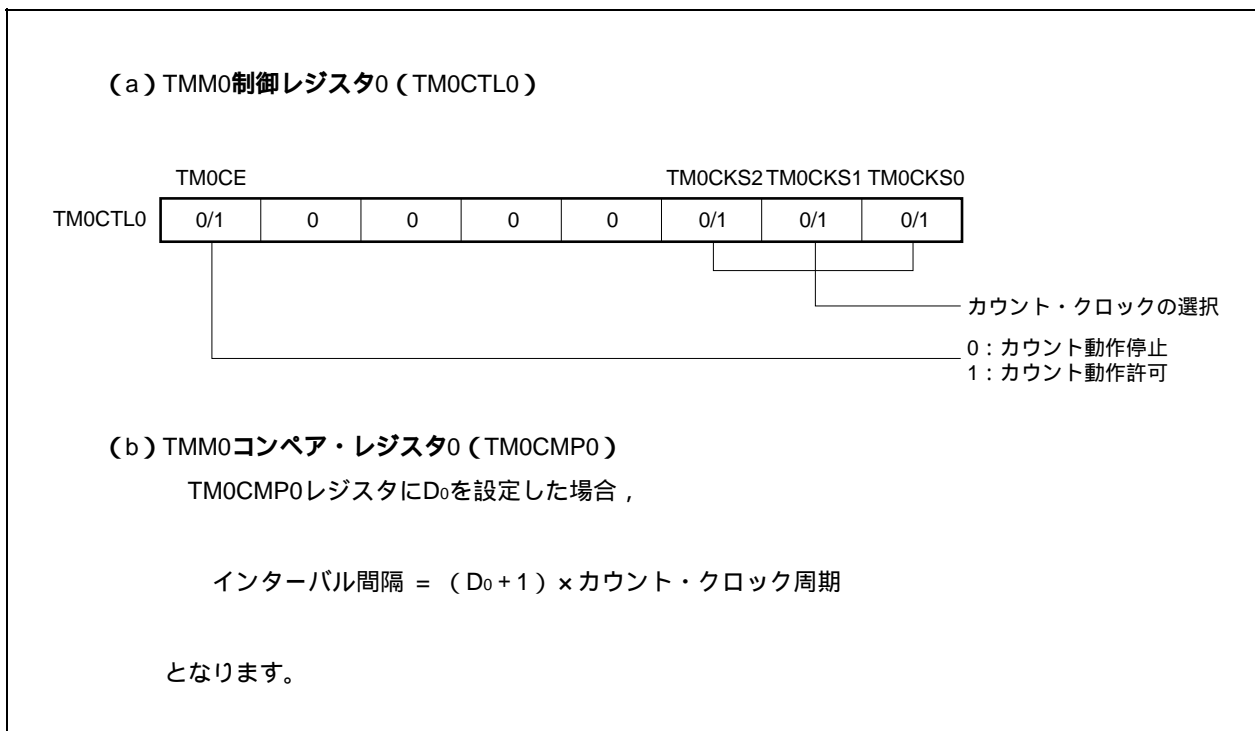 (a)TMM0制御レジスタ0(TM0CTL0)
TM0CE TM0CKS2 TM0CKS1 TM0CKS0
TM0CTL0 0/1 0 0 0 0 0/1 0/1 0/1
カウント・クロックの選択
0:カウント動作停止
1:カウント動作許可
(b)TMM0コンペア・レジスタ0(TM0CMP0)
TM0CMP0レジスタにD0を設定した場合,
インターバル間隔 = (D0+1)×カウント・クロック周期
となります。